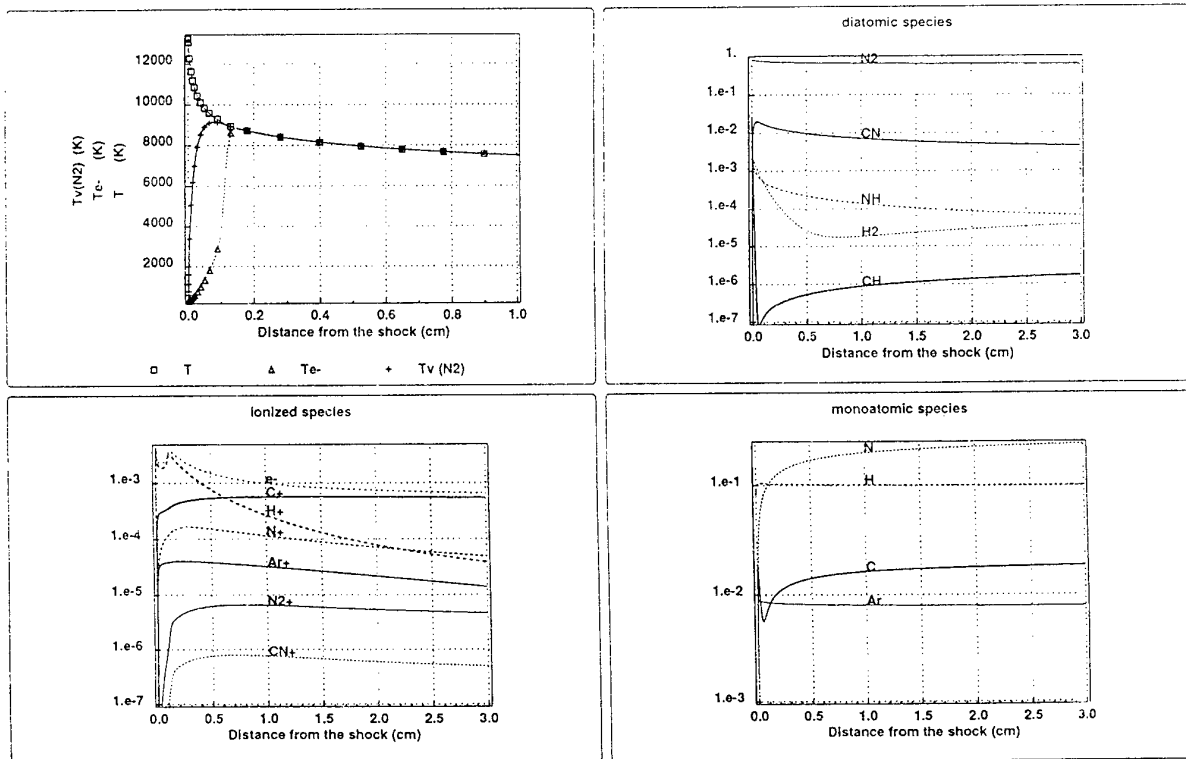 12000
10000
8000
6000
4000
2000
Tv(N2) (K)
Te- (K)
T (K)
0.0 0.2 0.4 0.6 0.8 1.0
Distance from the shock (cm)
T Te- Tv (N2)
diatomic species
1.
1.e-1
1.e-2
1.e-3
1.e-4
1.e-5
1.e-6
1.e-7
N2
CN
NH
H2
CH
0.0 0.5 1.0 1.5 2.0 2.5 3.0
Distance from the shock (cm)
ionized species
1.e-3
1.e-4
1.e-5
1.e-6
1.e-7
e-
C+
H+
N+
Ar+
N2+
CN+
0.0 0.5 1.0 1.5 2.0 2.5 3.0
Distance from the shock (cm)
monoatomic species
1.e-1
1.e-2
1.e-3
N
H
C
Ar
0.0 0.5 1.0 1.5 2.0 2.5 3.0
Distance from the shock (cm)